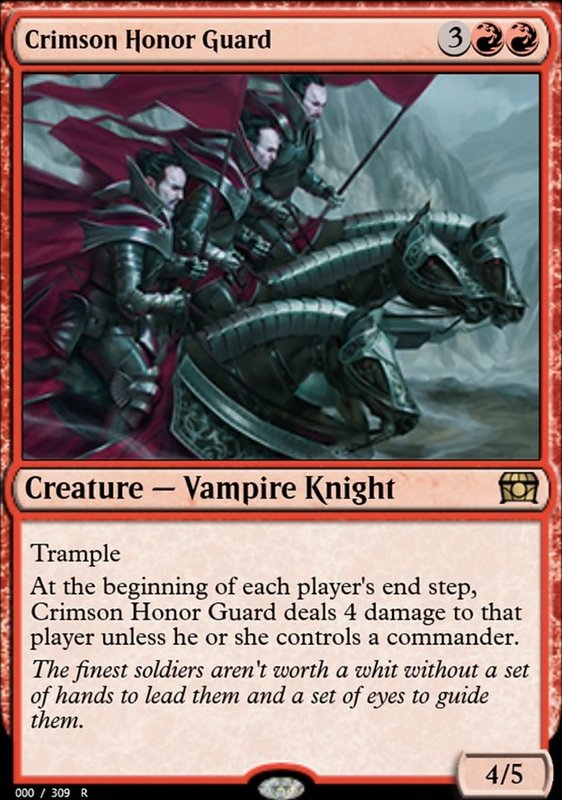 Crimson Honor Guard 3
Creature — Vampire Knight
Trample
At the beginning of each player's end step,
Crimson Honor Guard deals 4 damage to that
player unless he or she controls a commander.
The finest soldiers aren't worth a whit without a set
of hands to lead them and a set of eyes to guide
them.
4/5
000 / 309 R